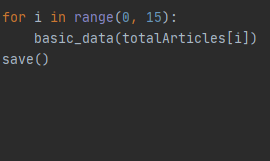 for i in range(0, 15):
    basic_data(totalArticles[i])
save()